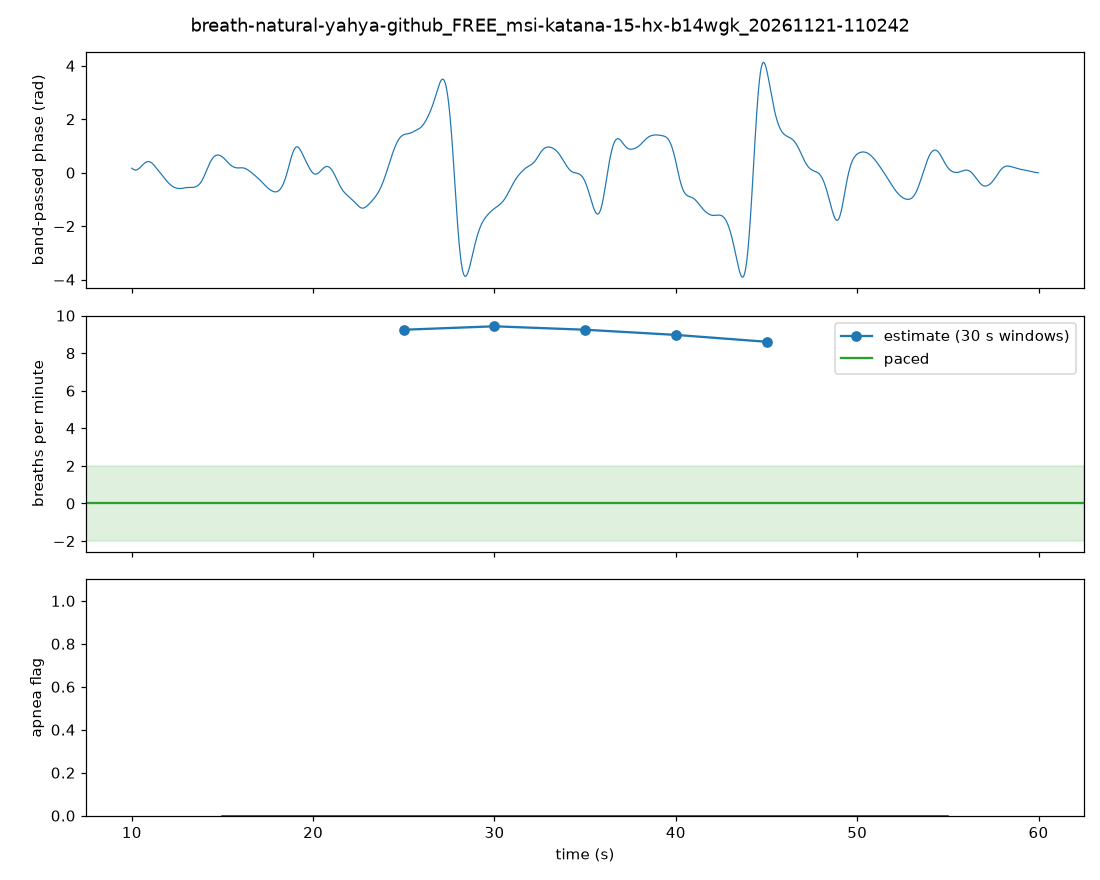 breath-natural-yahya-github_FREE_msi-katana-15-hx-b14wgk_20261121-110242
band-passed phase (rad)
4
2
0
−2
−4
breaths per minute
10
8
6
4
2
0
−2
estimate (30 s windows)
paced
apnea flag
1.0
0.8
0.6
0.4
0.2
0.0
10 20 30 40 50 60
time (s)